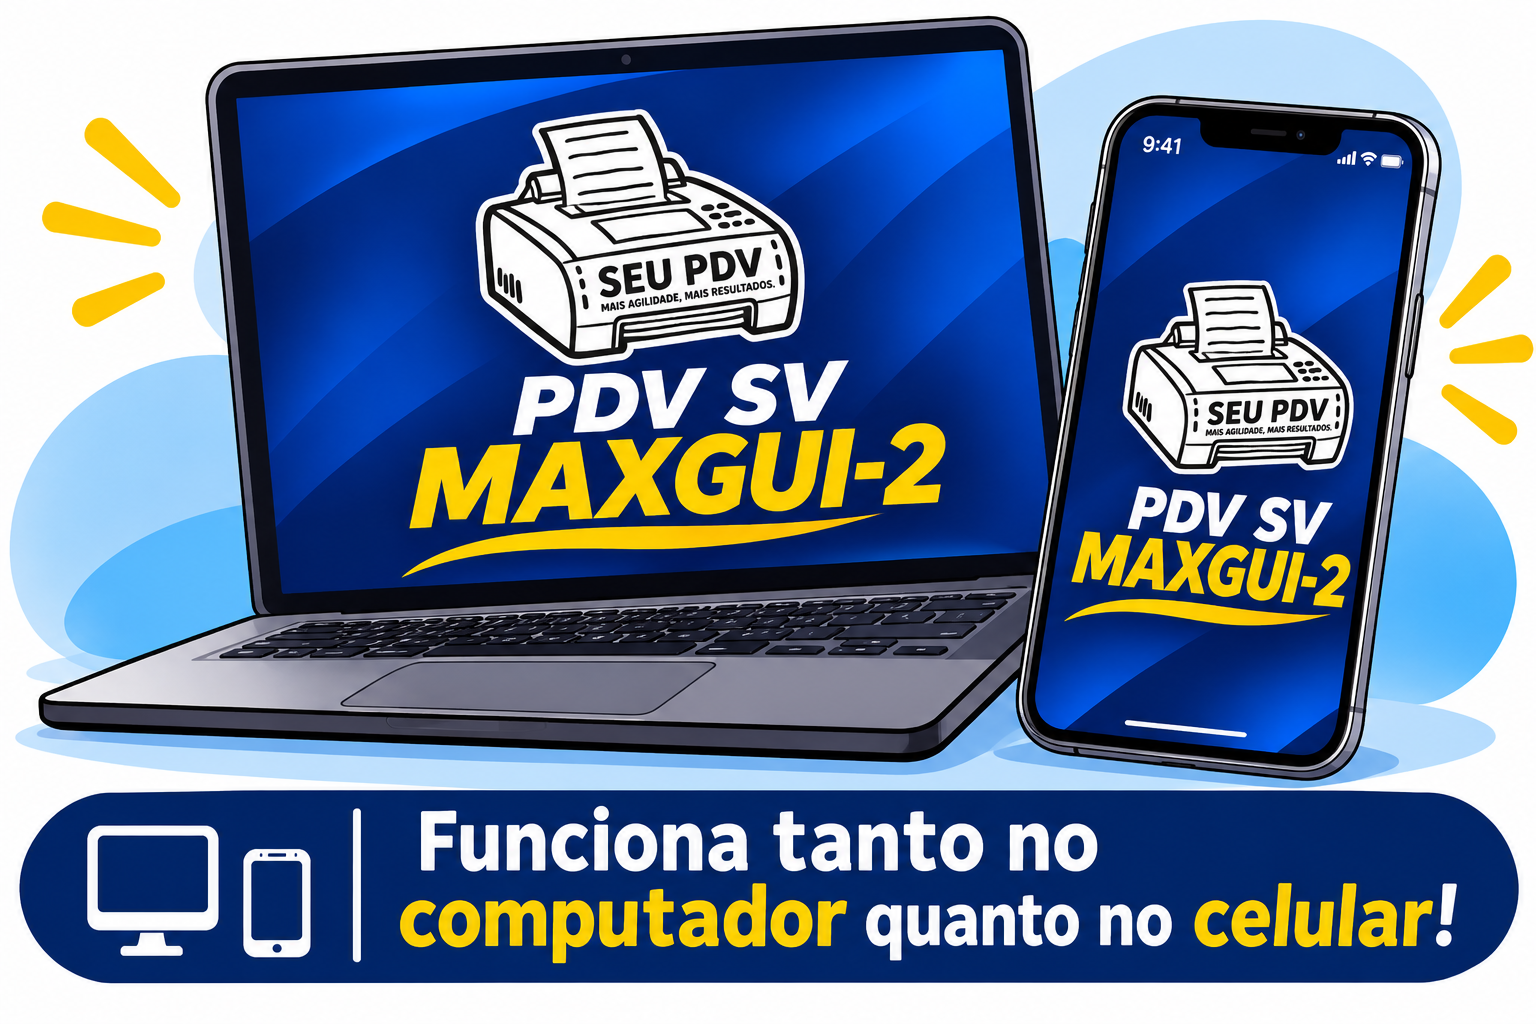 SEU PDV
MAIS AGILIDADE, MAIS RESULTADOS.
PDV SV
MAXGUI-2
9:41
SEU PDV
MAIS AGILIDADE, MAIS RESULTADOS.
PDV SV
MAXGUI-2
Funciona tanto no
computador quanto no celular!